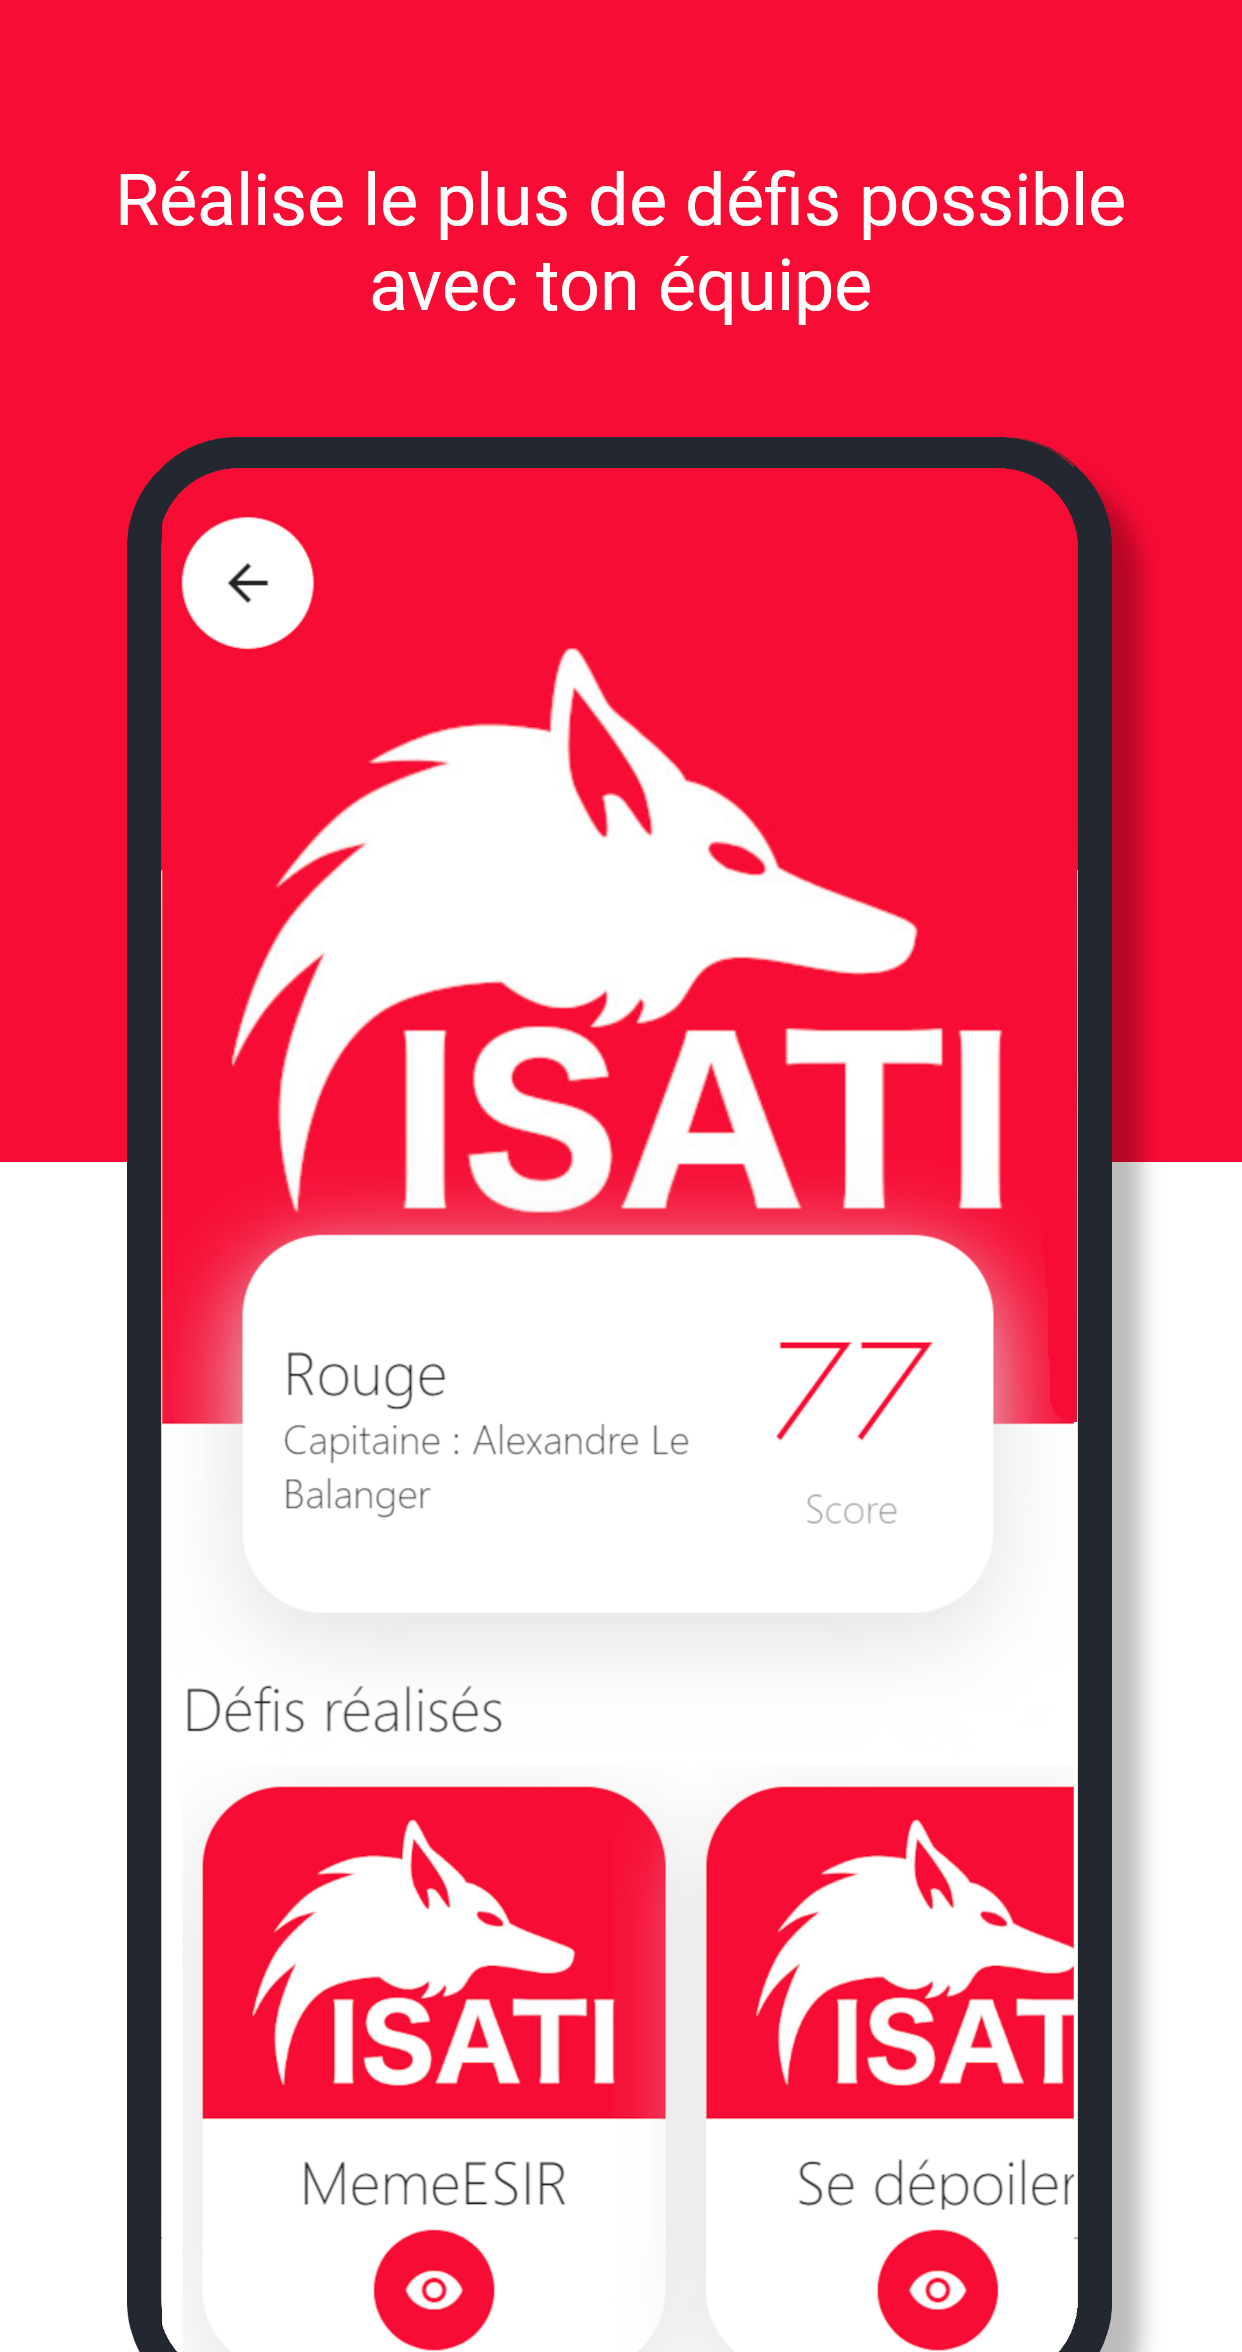 Réalise le plus de défis possible
avec ton équipe
ISATI
Rouge
Capitaine : Alexandre Le
Balanger
77
Score
Défis réalisés
ISATI
ISAT
MemeESIR
Se dépoiler